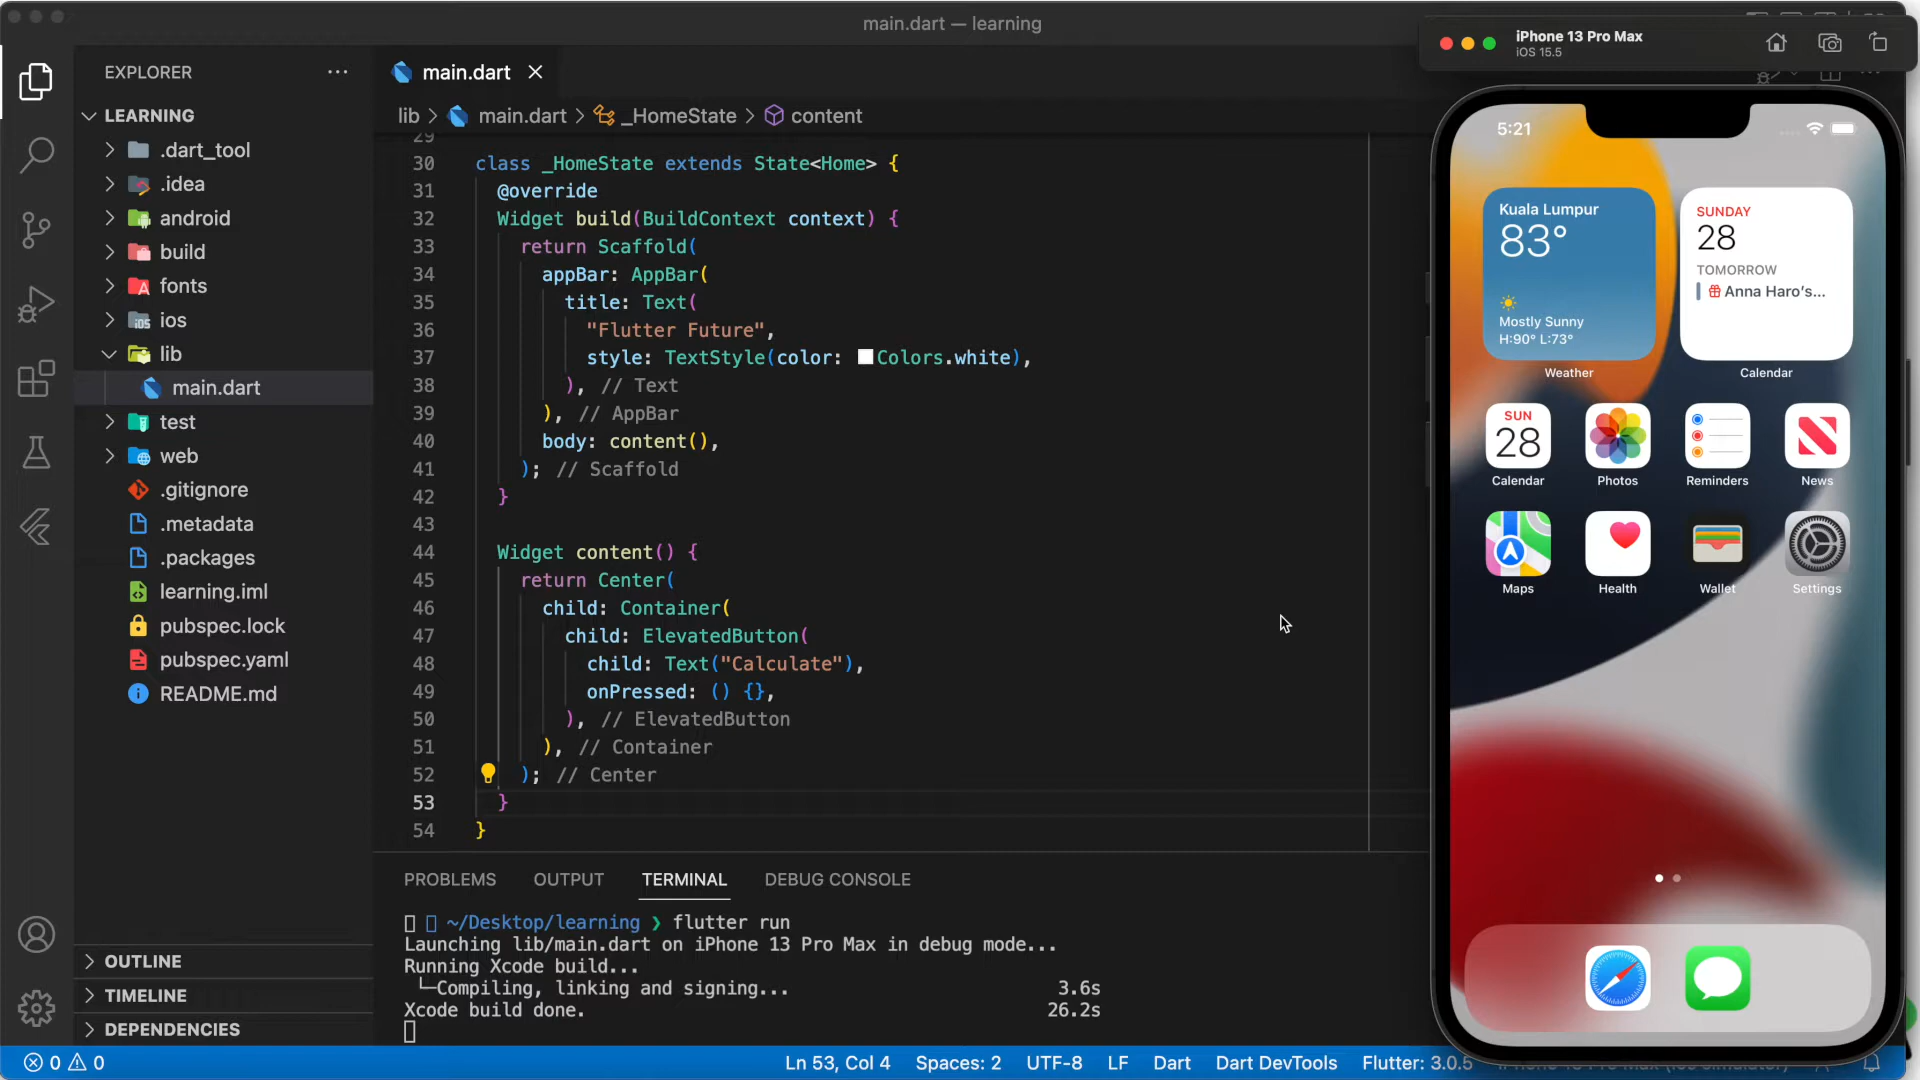 main.dart — learning
EXPLORER
LEARNING
.dart_tool
.idea
android
build
fonts
ios
lib
main.dart
test
web
.gitignore
.metadata
.packages
learning.iml
pubspec.lock
pubspec.yaml
README.md
OUTLINE
TIMELINE
DEPENDENCIES
main.dart
lib > main.dart > _HomeState > content
29
30 class _HomeState extends State<Home> {
31 @override
32 Widget build(BuildContext context) {
33 return Scaffold(
34 appBar: AppBar(
35 title: Text(
36 "Flutter Future",
37 style: TextStyle(color: Colors.white),
38 ), // Text
39 ), // AppBar
40 body: content(),
41 ); // Scaffold
42 }
43
44 Widget content() {
45 return Center(
46 child: Container(
47 child: ElevatedButton(
48 child: Text("Calculate"),
49 onPressed: () {},
50 ), // ElevatedButton
51 ), // Container
52 ); // Center
53 }
54 }
PROBLEMS OUTPUT TERMINAL DEBUG CONSOLE
~/Desktop/learning ❯ flutter run
Launching lib/main.dart on iPhone 13 Pro Max in debug mode...
Running Xcode build...
└─Compiling, linking and signing... 3.6s
Xcode build done. 26.2s
0 0
Ln 53, Col 4 Spaces: 2 UTF-8 LF Dart Dart DevTools Flutter: 3.0.5
iPhone 13 Pro Max
iOS 15.5
5:21
Kuala Lumpur
83°
Mostly Sunny
H:90° L:73°
Weather
SUNDAY
28
TOMORROW
Anna Haro's...
Calendar
SUN
28
Calendar Photos Reminders News
Maps Health Wallet Settings